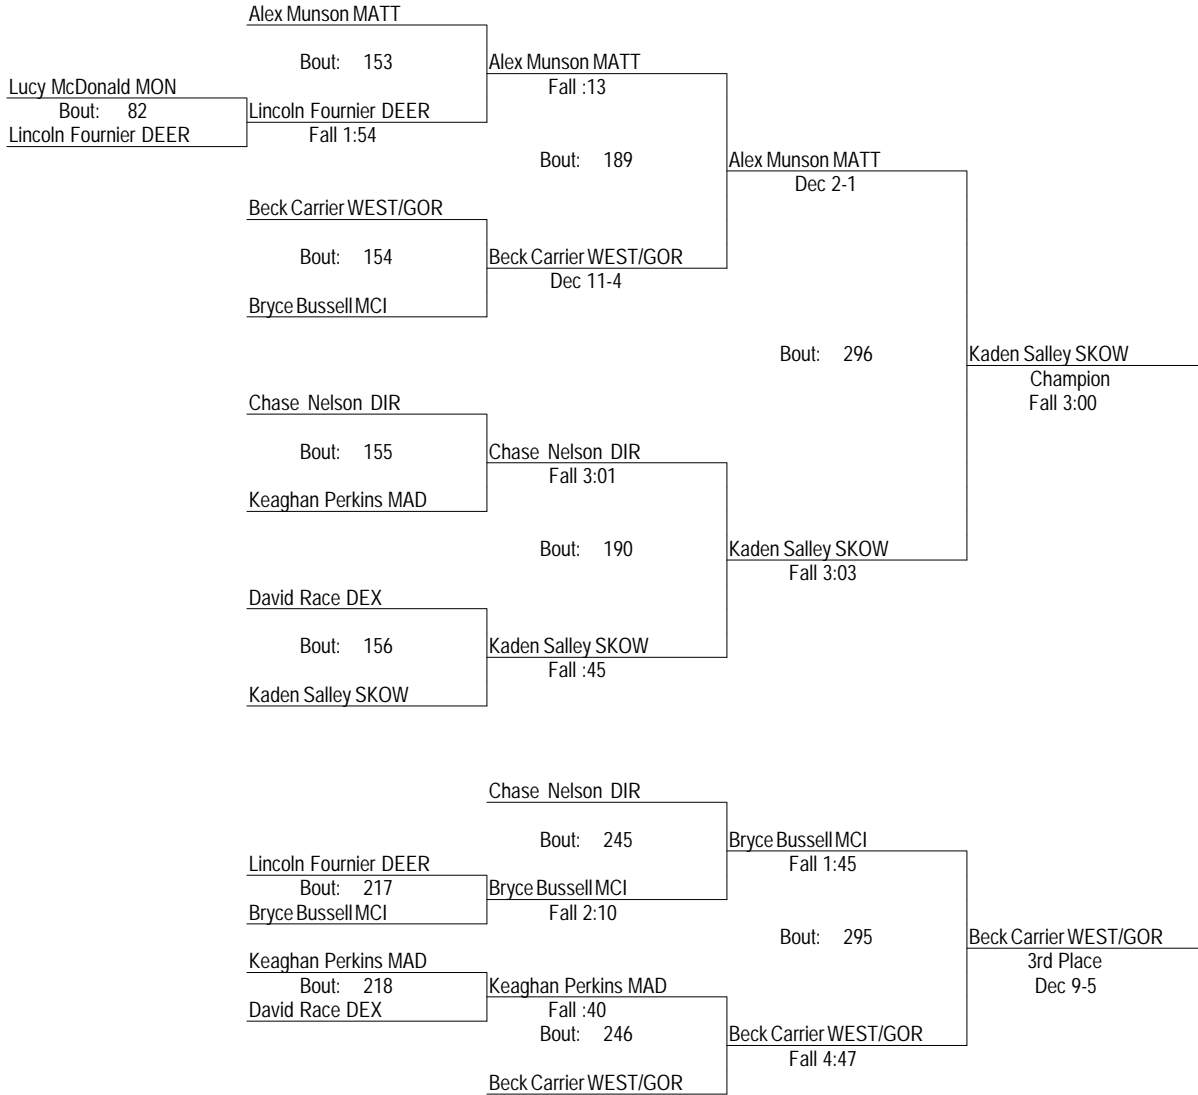 Alex Munson MATT
Bout: 153
Alex Munson MATT
Fall :13
Lucy McDonald MON
Bout: 82
Lincoln Fournier DEER
Lincoln Fournier DEER
Fall 1:54
Bout: 189
Alex Munson MATT
Dec 2-1
Beck Carrier WEST/GOR
Bout: 154
Beck Carrier WEST/GOR
Dec 11-4
Bryce Bussell MCI
Bout: 296
Kaden Salley SKOW
Champion
Fall 3:00
Chase Nelson DIR
Bout: 155
Chase Nelson DIR
Fall 3:01
Keaghan Perkins MAD
Bout: 190
Kaden Salley SKOW
Fall 3:03
David Race DEX
Bout: 156
Kaden Salley SKOW
Fall :45
Kaden Salley SKOW
Chase Nelson DIR
Bout: 245
Bryce Bussell MCI
Fall 1:45
Lincoln Fournier DEER
Bout: 217
Bryce Bussell MCI
Bryce Bussell MCI
Fall 2:10
Bout: 295
Beck Carrier WEST/GOR
3rd Place
Dec 9-5
Keaghan Perkins MAD
Bout: 218
David Race DEX
Keaghan Perkins MAD
Fall :40
Bout: 246
Beck Carrier WEST/GOR
Fall 4:47
Beck Carrier WEST/GOR